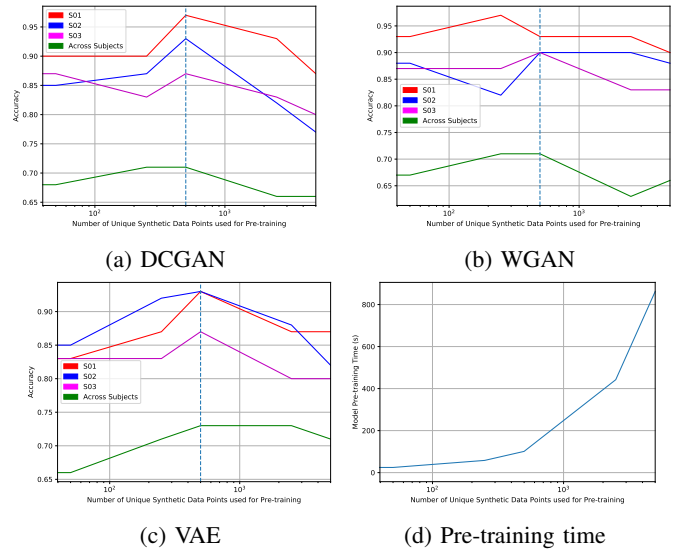 0.95
0.90
0.85
0.80
0.75
0.70
0.65
Accuracy
S01
S02
S03
Across Subjects
10²
10³
Number of Unique Synthetic Data Points used for Pre-training
(a) DCGAN
0.95
0.90
0.85
0.80
0.75
0.70
0.65
Accuracy
S01
S02
S03
Across Subjects
10²
10³
Number of Unique Synthetic Data Points used for Pre-training
(b) WGAN
0.90
0.85
0.80
0.75
0.70
0.65
Accuracy
S01
S02
S03
Across Subjects
10²
10³
Number of Unique Synthetic Data Points used for Pre-training
(c) VAE
800
600
400
200
0
Model Pre-training Time (s)
10²
10³
Number of Unique Synthetic Data Points used for Pre-training
(d) Pre-training time